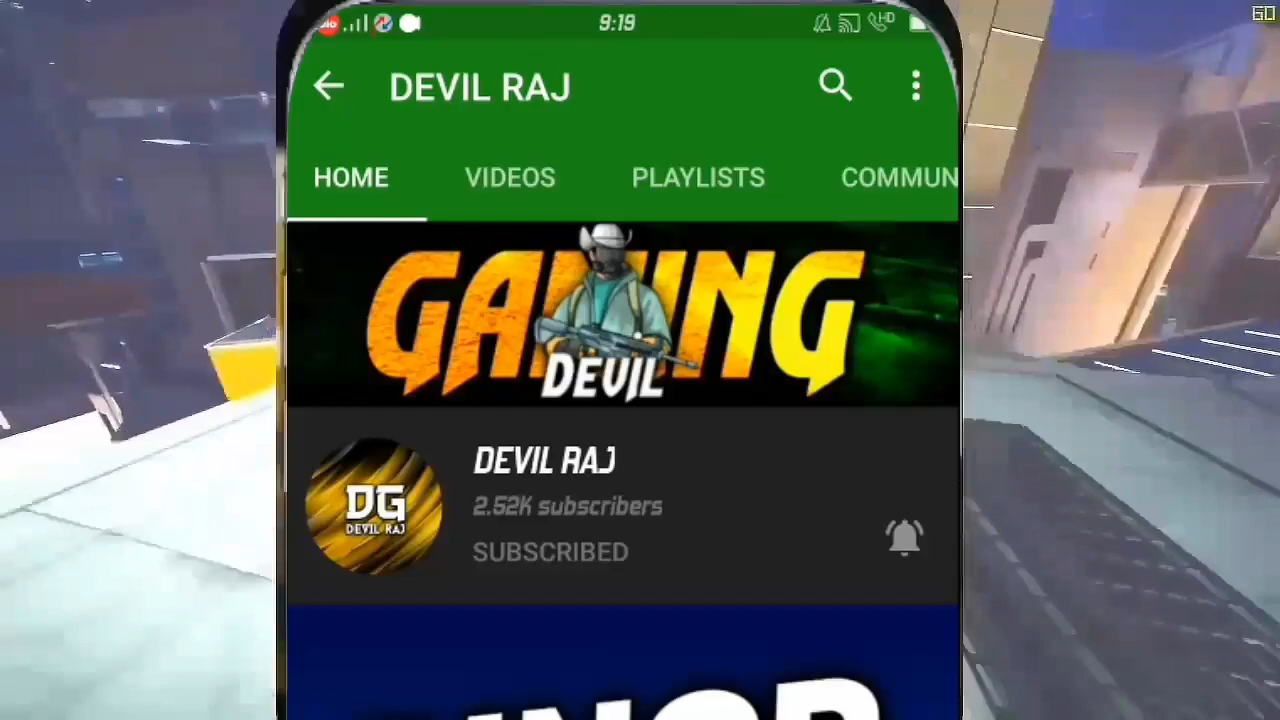 60
9:19
HD
DEVIL RAJ
HOME VIDEOS PLAYLISTS COMMUN
GAMING
DEVIL
DG
DEVIL RAJ
DEVIL RAJ
2.52K subscribers
SUBSCRIBED